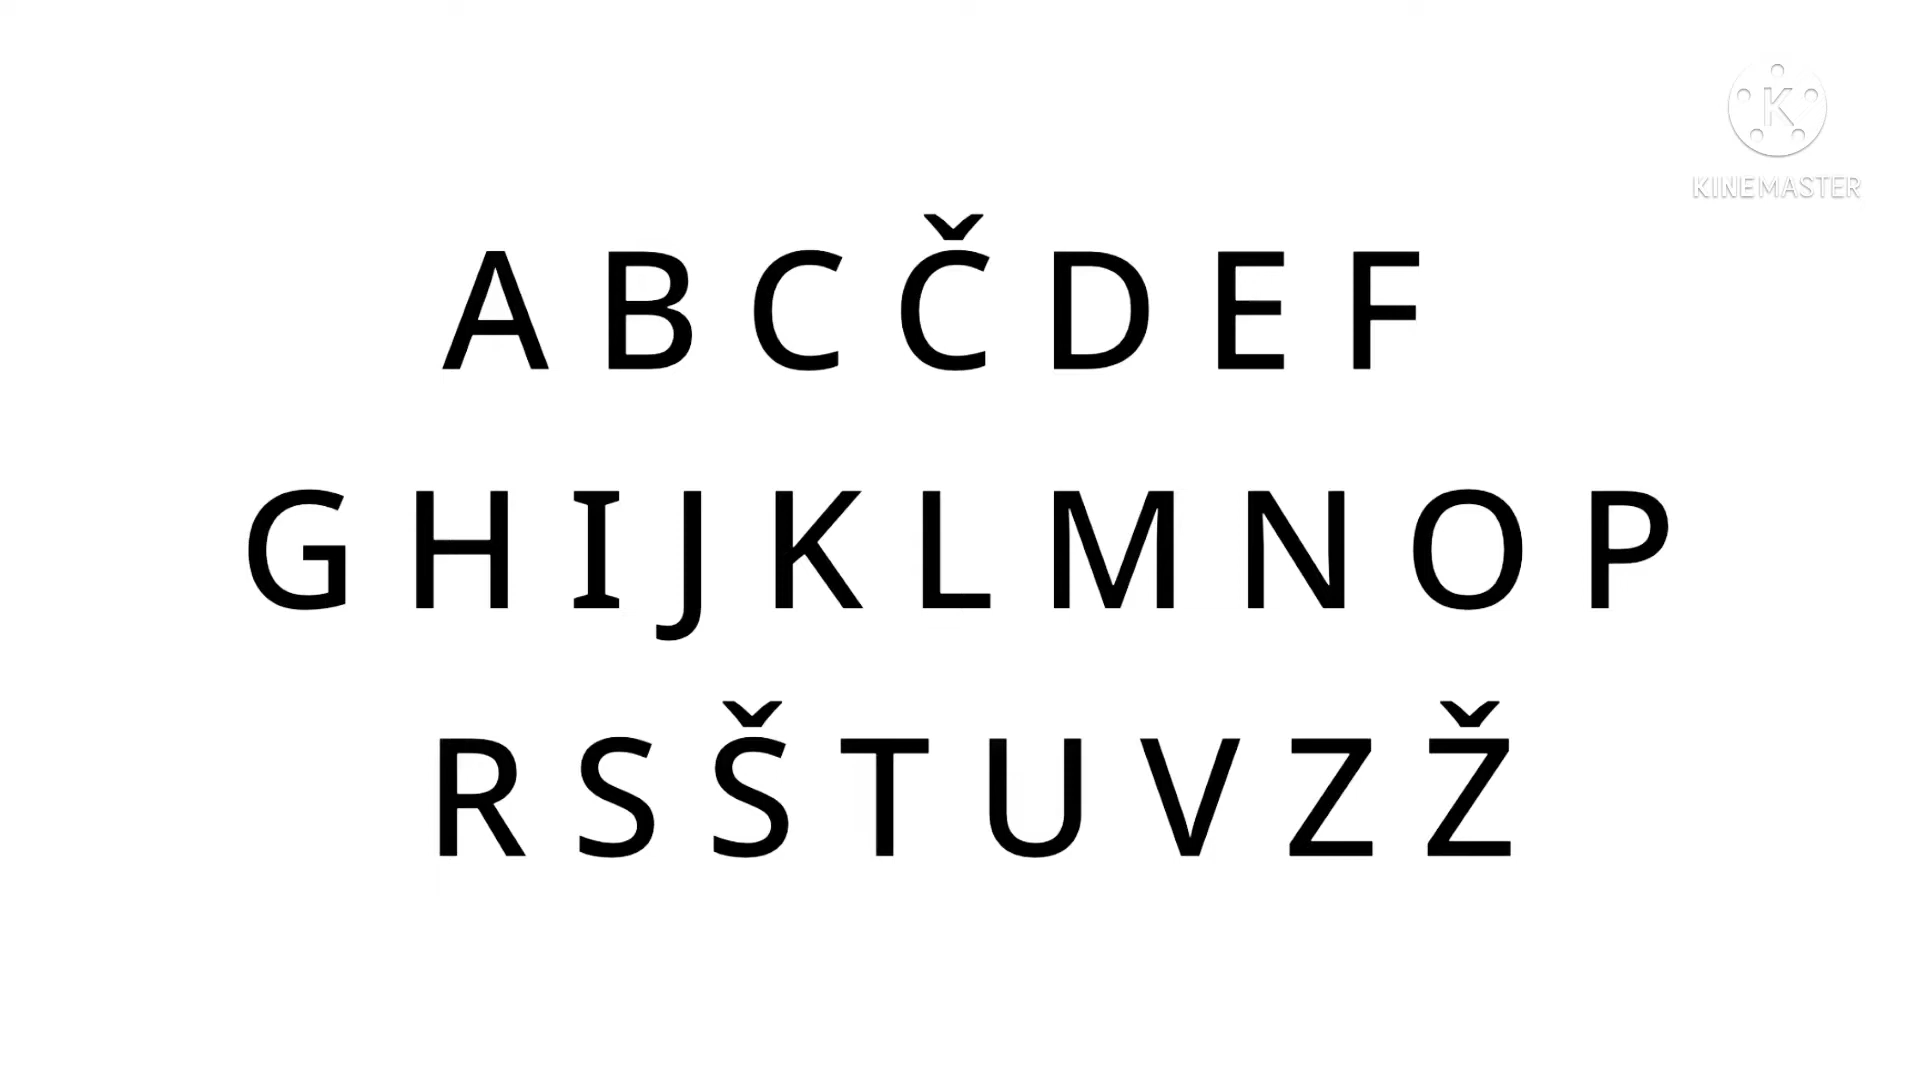 K
KINEMASTER
A B C Č D E F
G H I J K L M N O P
R S Š T U V Z Ž